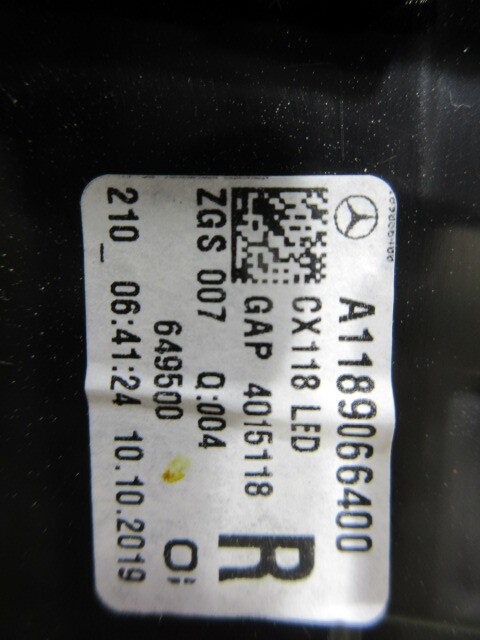 A1189066400
CX118 LED
GAP 4015118
R
ZGS 007 Q:004
649500
210_ 06:41:24 10.10.2019